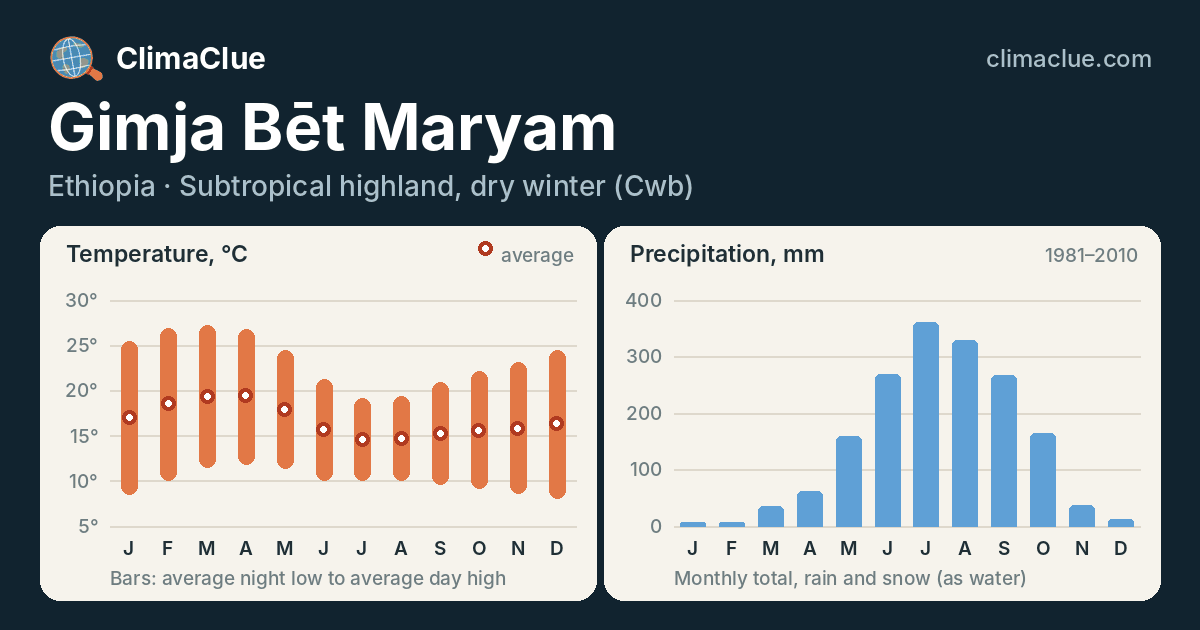 ClimaClue
climaclue.com
Gimja Bēt Maryam
Ethiopia · Subtropical highland, dry winter (Cwb)
Temperature, °C
average
30°
25°
20°
15°
10°
5°
J F M A M J J A S O N D
Bars: average night low to average day high
Precipitation, mm
1981–2010
400
300
200
100
0
J F M A M J J A S O N D
Monthly total, rain and snow (as water)